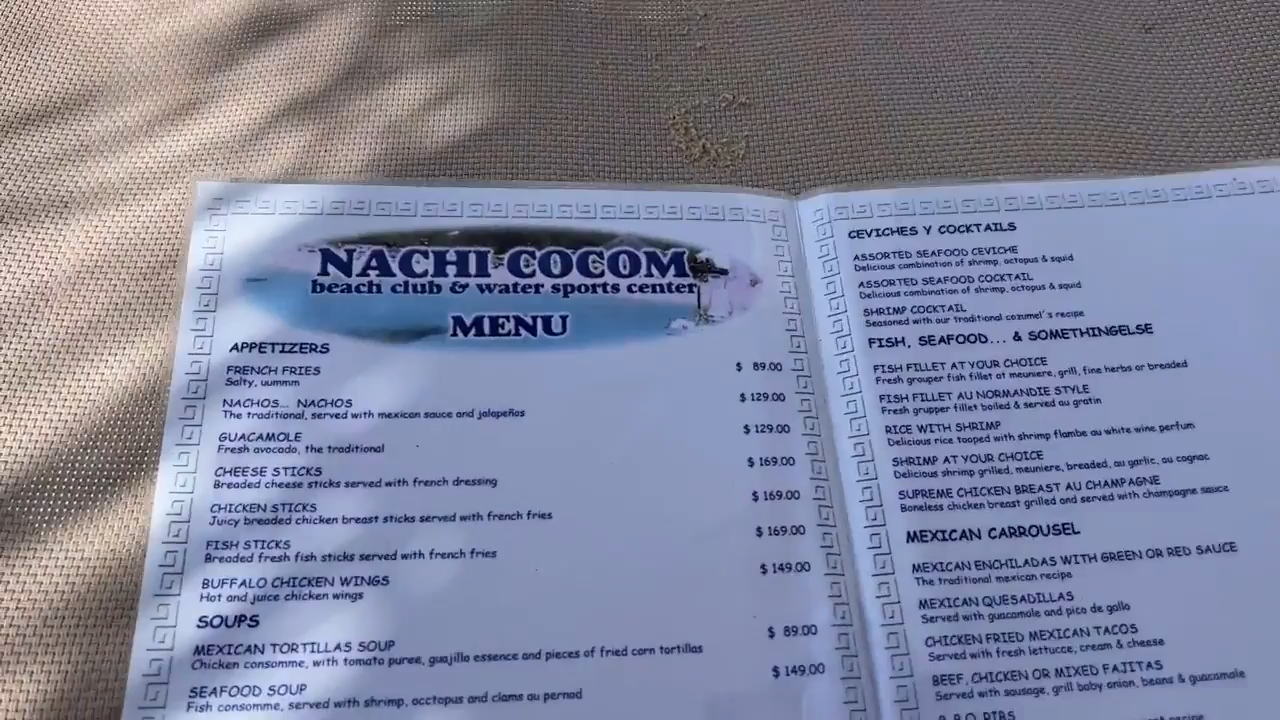 NACHI COCOM
beach club & water sports center
MENU
APPETIZERS
FRENCH FRIES $ 89.00
Salty, uummm
NACHOS... NACHOS $ 129.00
The traditional, served with mexican sauce and jalapeños
GUACAMOLE $ 129.00
Fresh avocado, the traditional
CHEESE STICKS $ 169.00
Breaded cheese sticks served with french dressing
CHICKEN STICKS $ 169.00
Juicy breaded chicken breast sticks served with french fries
FISH STICKS $ 169.00
Breaded fresh fish sticks served with french fries
BUFFALO CHICKEN WINGS $ 149.00
Hot and juice chicken wings
SOUPS
MEXICAN TORTILLAS SOUP $ 89.00
Chicken consomme, with tomato puree, guajillo essence and pieces of fried corn tortillas
SEAFOOD SOUP $ 149.00
Fish consomme, served with shrimp, occtopus and clams au pernod
CEVICHES Y COCKTAILS
ASSORTED SEAFOOD CEVICHE
Delicious combination of shrimp, octopus & squid
ASSORTED SEAFOOD COCKTAIL
Delicious combination of shrimp, octopus & squid
SHRIMP COCKTAIL
Seasoned with our traditional cozumel's recipe
FISH, SEAFOOD... & SOMETHINGELSE
FISH FILLET AT YOUR CHOICE
Fresh grouper fish fillet at meuniere, grill, fine herbs or breaded
FISH FILLET AU NORMANDIE STYLE
Fresh grupper fillet boiled & served au gratin
RICE WITH SHRIMP
Delicious rice tooped with shrimp flambe au white wine perfum
SHRIMP AT YOUR CHOICE
Delicious shrimp grilled, meuniere, breaded, au garlic, au cognac
SUPREME CHICKEN BREAST AU CHAMPAGNE
Boneless chicken breast grilled and served with champagne sauce
MEXICAN CARROUSEL
MEXICAN ENCHILADAS WITH GREEN OR RED SAUCE
The traditional mexican recipe
MEXICAN QUESADILLAS
Served with guacamole and pico de gallo
CHICKEN FRIED MEXICAN TACOS
Served with fresh lettucce, cream & cheese
BEEF, CHICKEN OR MIXED FAJITAS
Served with sausage, grill baby onion, beans & guacamole
B.B.Q. RIBS
recipe